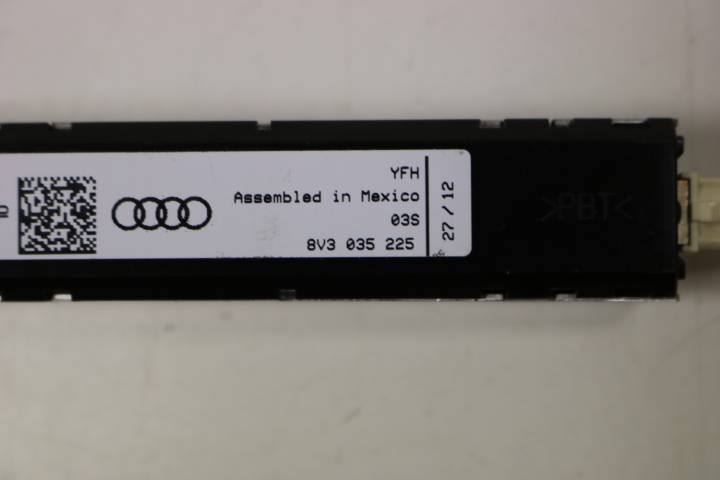 YFH
Assembled in Mexico
03S
8V3 035 225
27 / 12
>PBT<